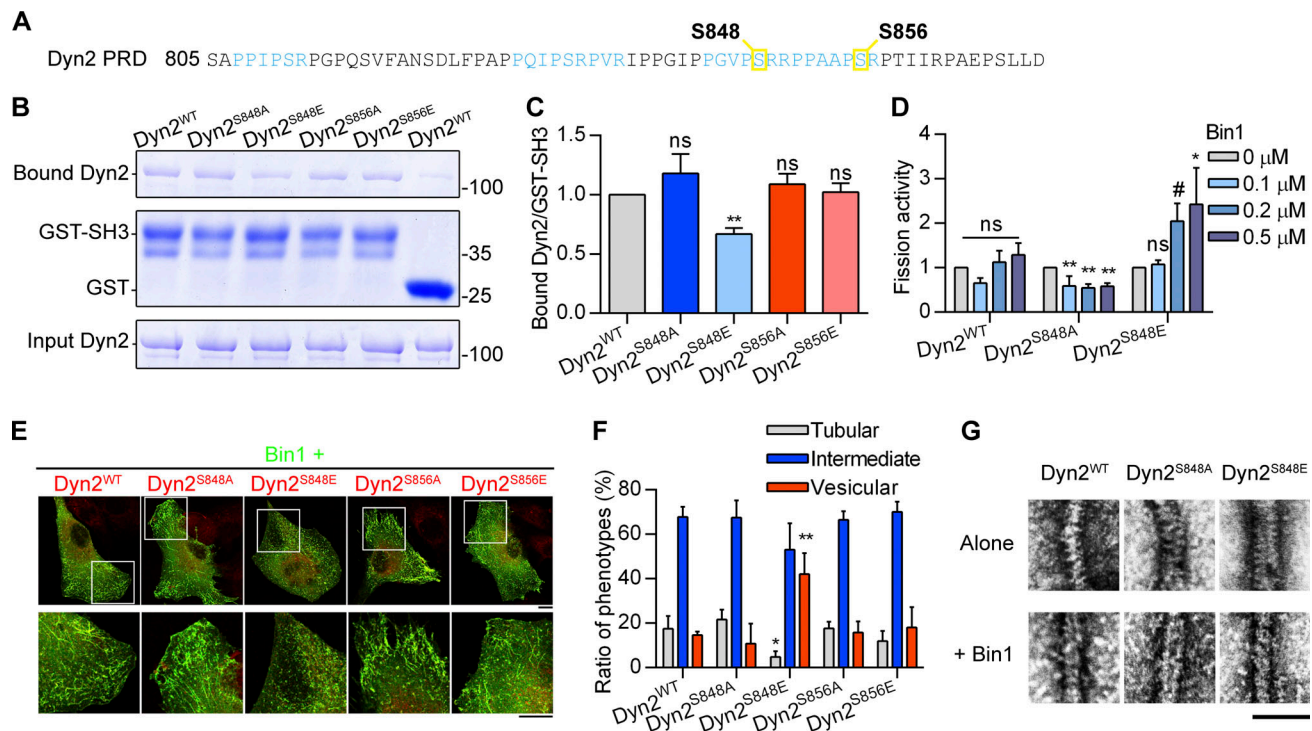 A
S848 S856
Dyn2 PRD 805 SAPPIPSRPGPQSVFANSDLFPAPPQIPSRPVRIPPGIPPGVPSRRPPAAPSRPTIIRPAEPSLLD
B
Dyn2WT Dyn2S848A Dyn2S848E Dyn2S856A Dyn2S856E Dyn2WT
Bound Dyn2 -100
GST-SH3 -35
GST -25
Input Dyn2 -100
C
Bound Dyn2/GST-SH3
1.5
1.0
0.5
0.0
ns ** ns ns
Dyn2WT Dyn2S848A Dyn2S848E Dyn2S856A Dyn2S856E
D
Fission activity
4
3
2
1
0
ns ** ** ** ns # *
Dyn2WT Dyn2S848A Dyn2S848E
Bin1
0 μM
0.1 μM
0.2 μM
0.5 μM
E
Bin1 +
Dyn2WT Dyn2S848A Dyn2S848E Dyn2S856A Dyn2S856E
F
Tubular
Intermediate
Vesicular
Ratio of phenotypes (%)
80
60
40
20
0
* **
Dyn2WT Dyn2S848A Dyn2S848E Dyn2S856A Dyn2S856E
G
Dyn2WT Dyn2S848A Dyn2S848E
Alone
+ Bin1